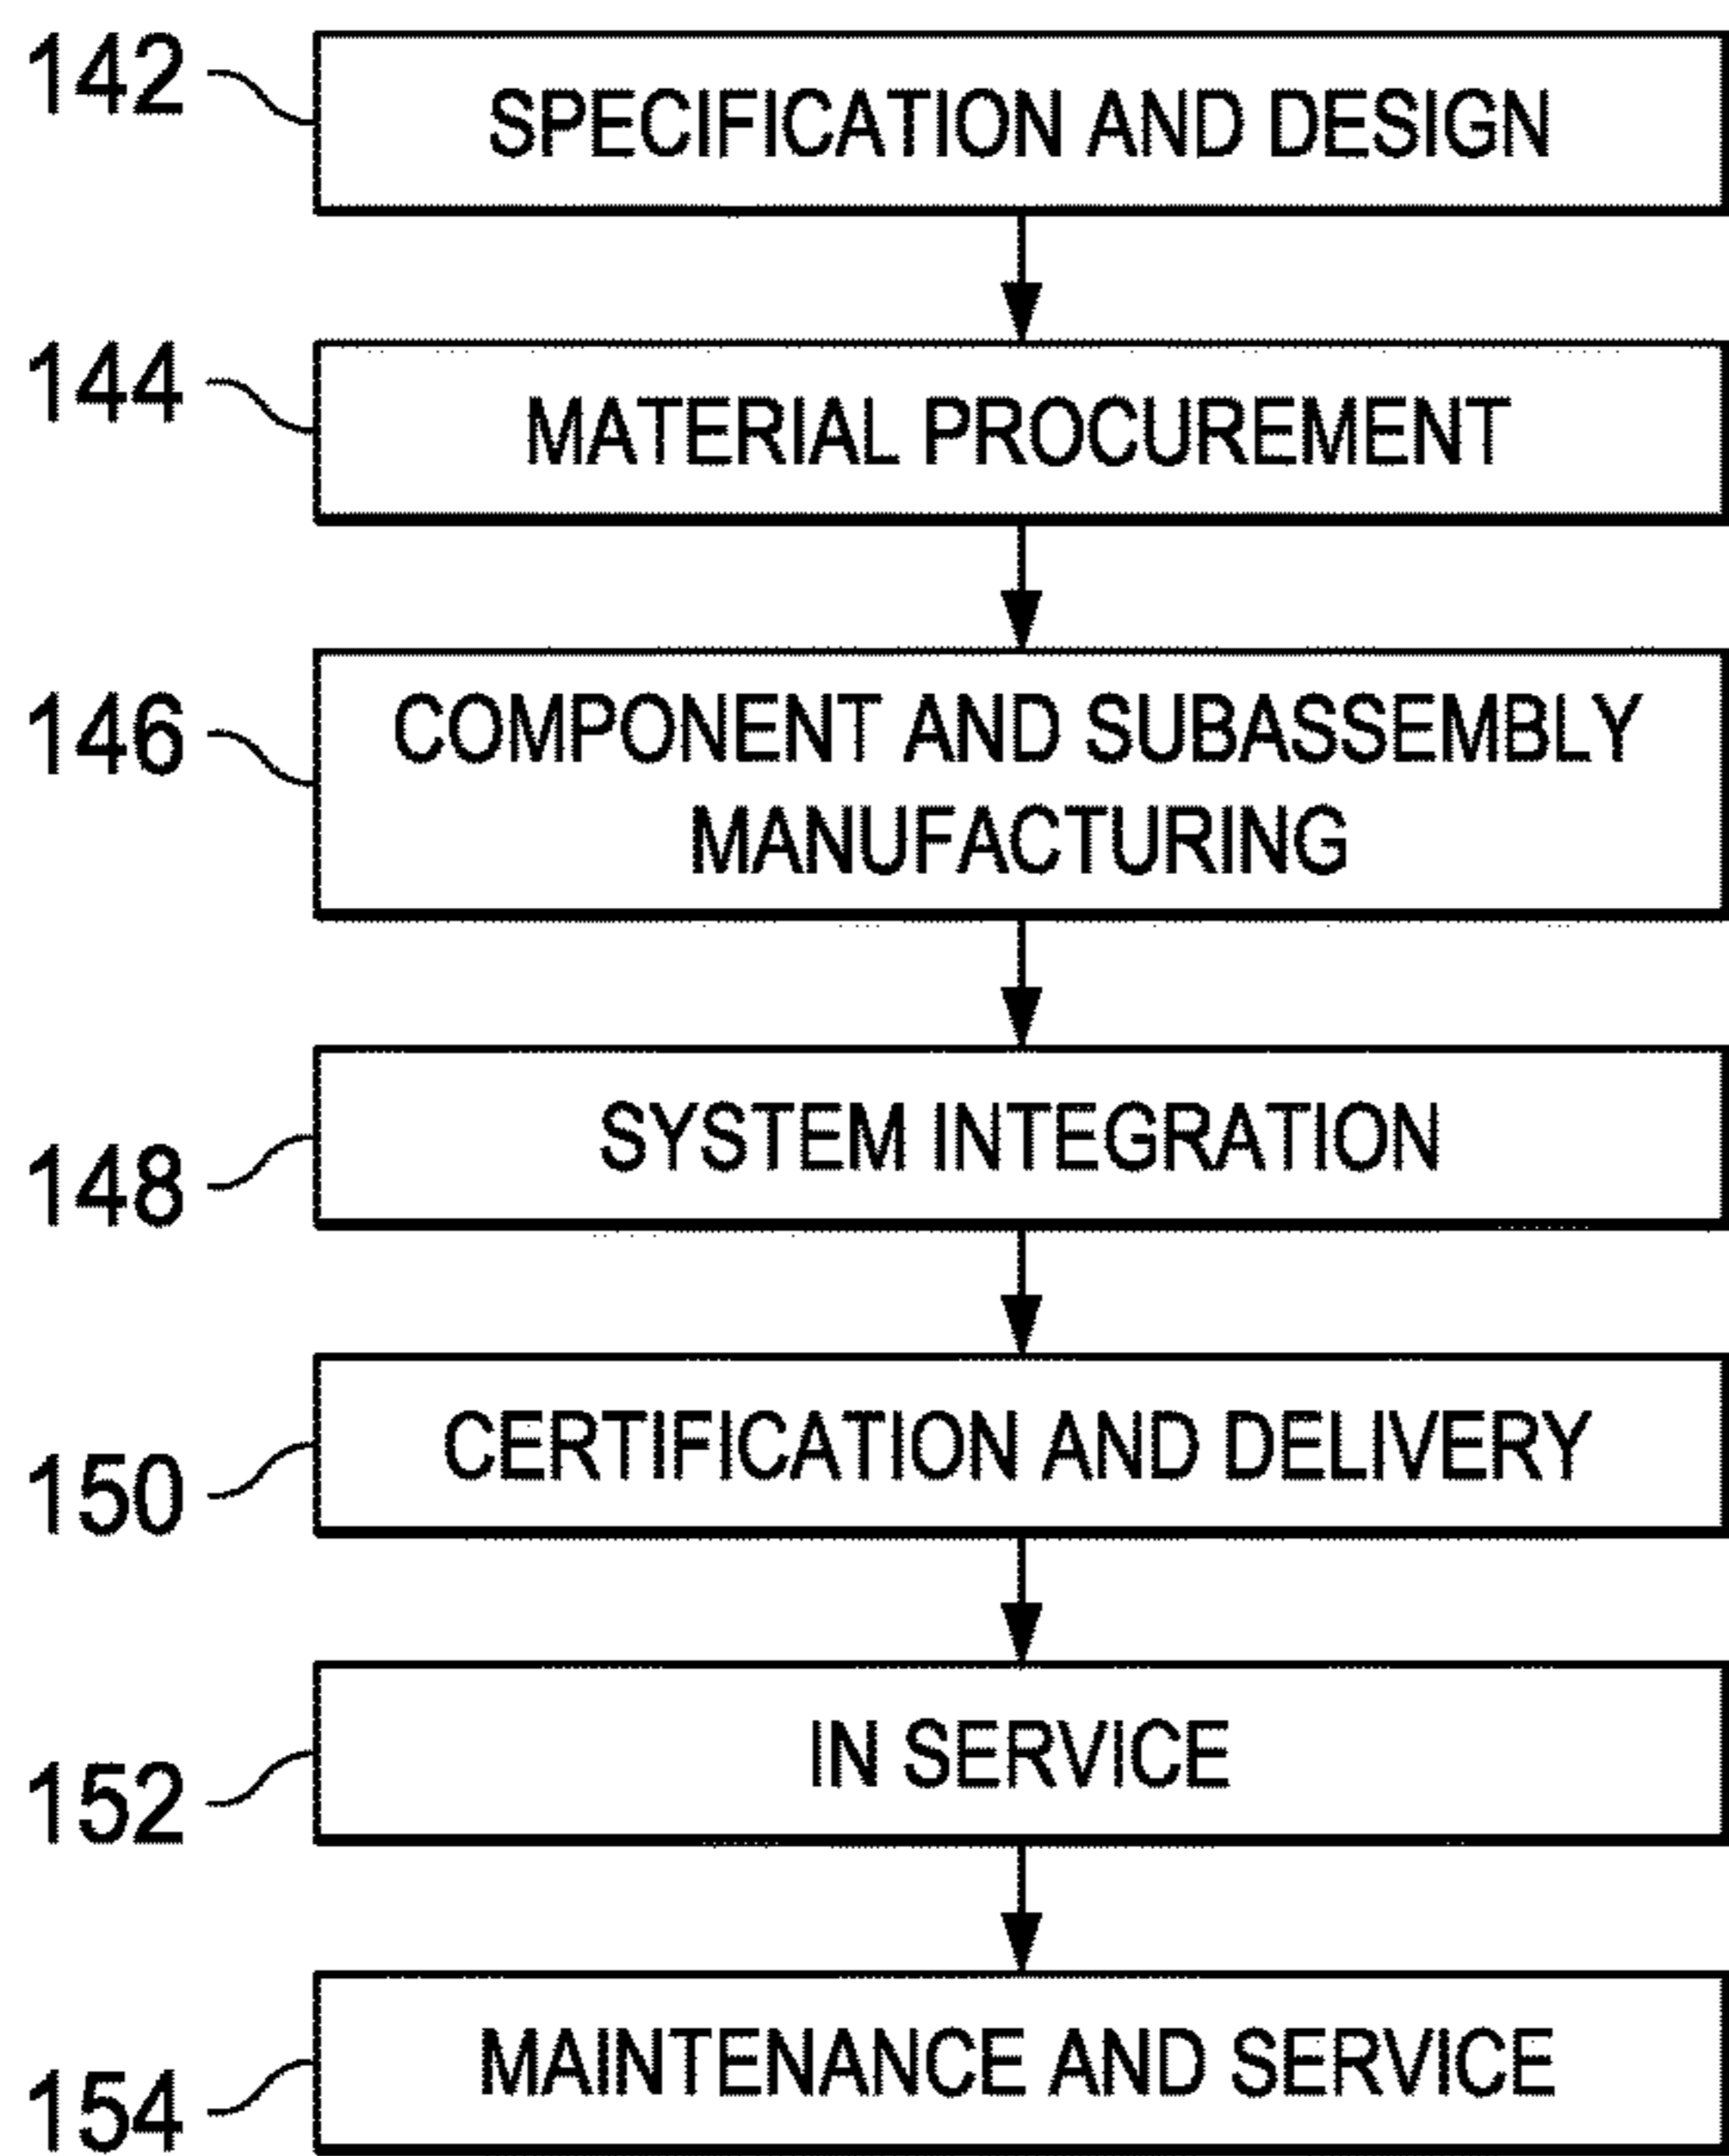 142
SPECIFICATION AND DESIGN
144
MATERIAL PROCUREMENT
146
COMPONENT AND SUBASSEMBLY
MANUFACTURING
148
SYSTEM INTEGRATION
150
CERTIFICATION AND DELIVERY
152
IN SERVICE
154
MAINTENANCE AND SERVICE